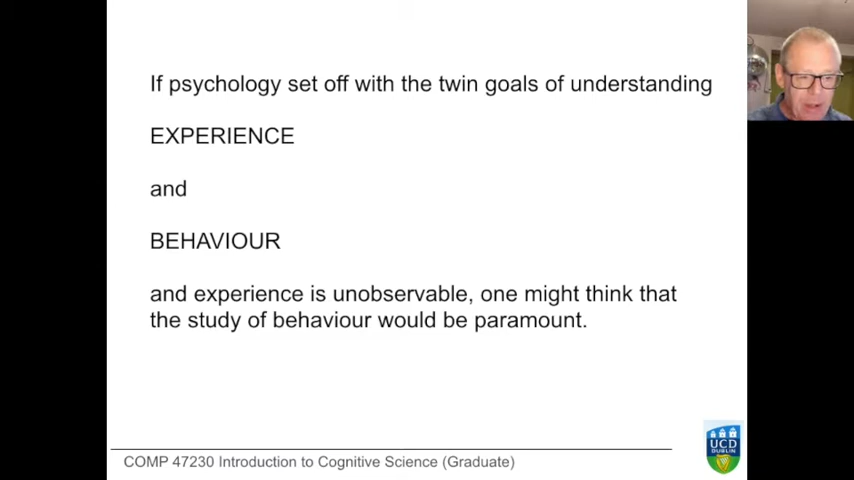 If psychology set off with the twin goals of understanding
EXPERIENCE
and
BEHAVIOUR
and experience is unobservable, one might think that
the study of behaviour would be paramount.
COMP 47230 Introduction to Cognitive Science (Graduate)
UCD
DUBLIN